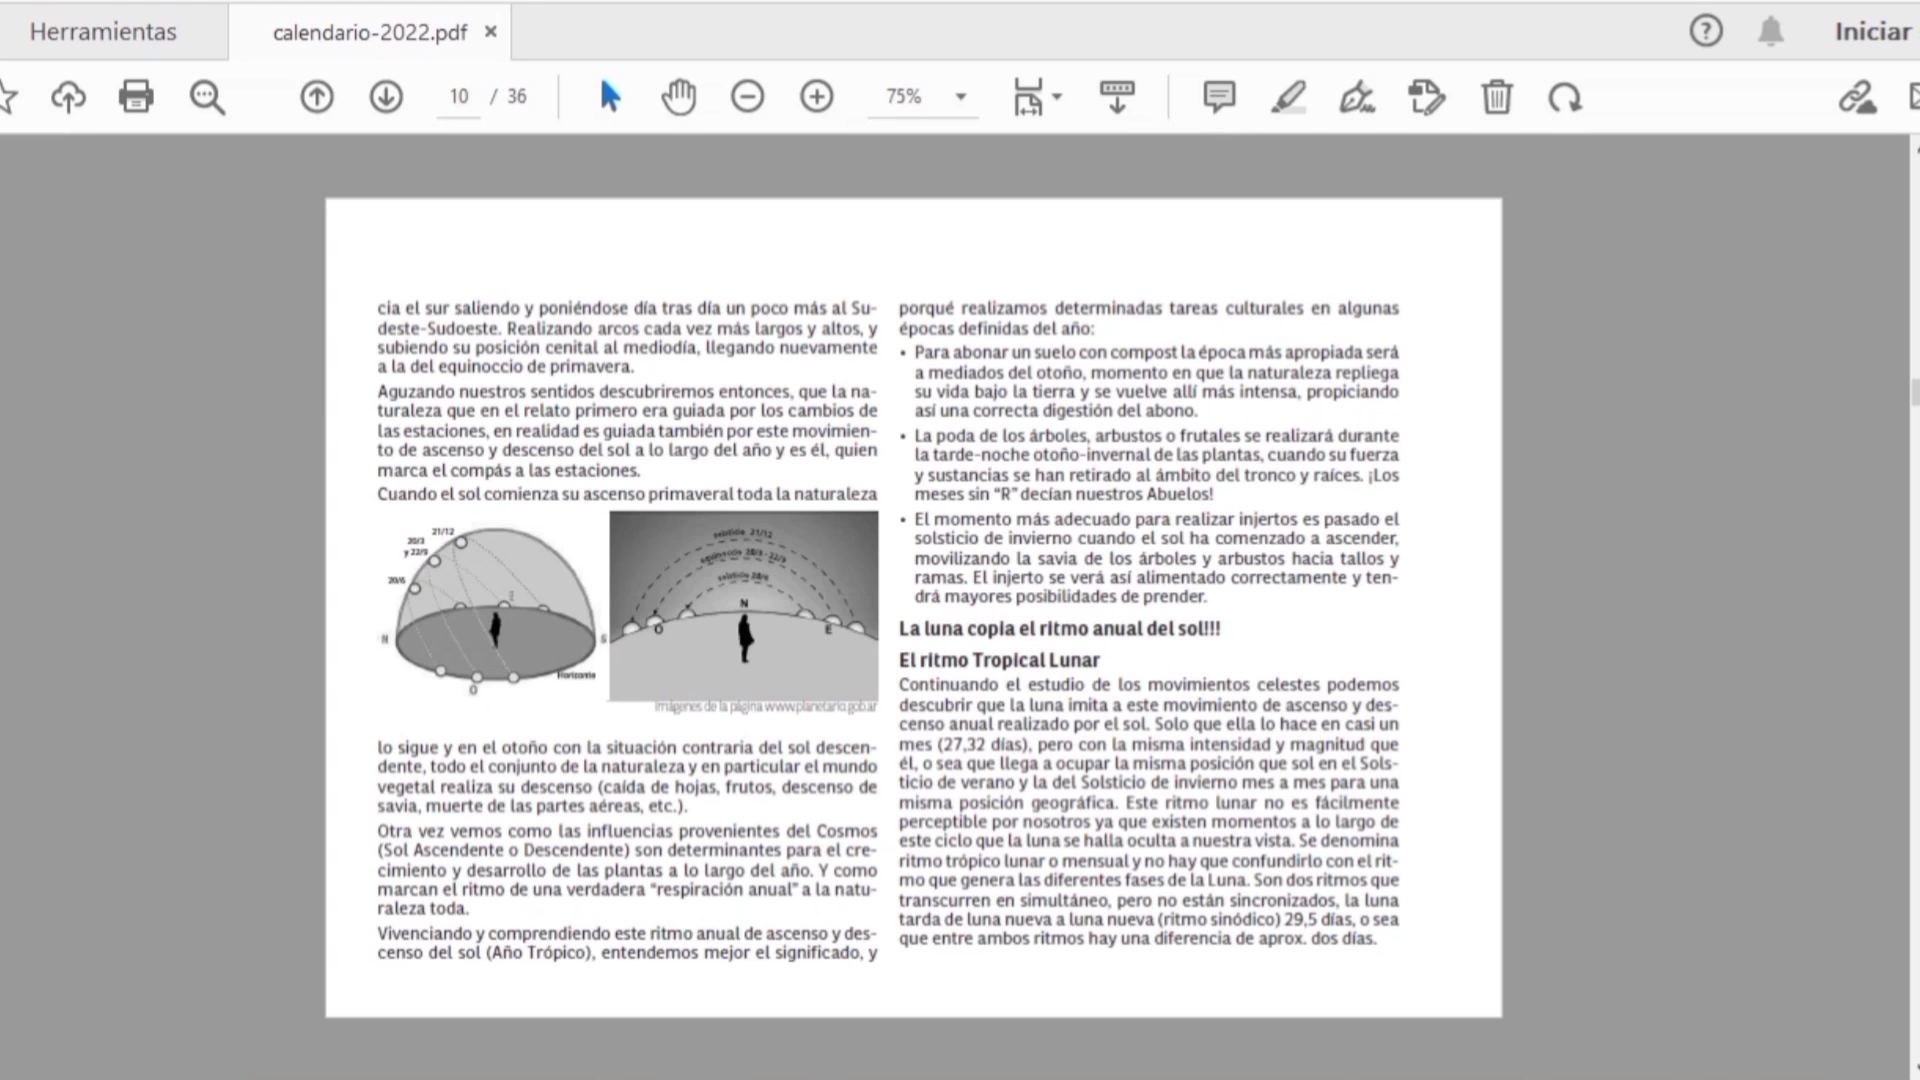 Herramientas
calendario-2022.pdf
Iniciar
10 / 36
75%
cia el sur saliendo y poniéndose día tras día un poco más al Su-
deste-Sudoeste. Realizando arcos cada vez más largos y altos, y
subiendo su posición cenital al mediodía, llegando nuevamente
a la del equinoccio de primavera.
Aguzando nuestros sentidos descubriremos entonces, que la na-
turaleza que en el relato primero era guiada por los cambios de
las estaciones, en realidad es guiada también por este movimien-
to de ascenso y descenso del sol a lo largo del año y es él, quien
marca el compás a las estaciones.
Cuando el sol comienza su ascenso primaveral toda la naturaleza
21/12
20/3
y 22/9
20/6
E
N
S
O
Horizonte
solsticio 21/12
equinoccio 20/3 - 22/9
solsticio 20/6
N
O
E
Imágenes de la página www.planetario.gob.ar
lo sigue y en el otoño con la situación contraria del sol descen-
dente, todo el conjunto de la naturaleza y en particular el mundo
vegetal realiza su descenso (caída de hojas, frutos, descenso de
savia, muerte de las partes aéreas, etc.).
Otra vez vemos como las influencias provenientes del Cosmos
(Sol Ascendente o Descendente) son determinantes para el cre-
cimiento y desarrollo de las plantas a lo largo del año. Y como
marcan el ritmo de una verdadera "respiración anual" a la natu-
raleza toda.
Vivenciando y comprendiendo este ritmo anual de ascenso y des-
censo del sol (Año Trópico), entendemos mejor el significado, y
porqué realizamos determinadas tareas culturales en algunas
épocas definidas del año:
• Para abonar un suelo con compost la época más apropiada será
a mediados del otoño, momento en que la naturaleza repliega
su vida bajo la tierra y se vuelve allí más intensa, propiciando
así una correcta digestión del abono.
• La poda de los árboles, arbustos o frutales se realizará durante
la tarde-noche otoño-invernal de las plantas, cuando su fuerza
y sustancias se han retirado al ámbito del tronco y raíces. ¡Los
meses sin "R" decían nuestros Abuelos!
• El momento más adecuado para realizar injertos es pasado el
solsticio de invierno cuando el sol ha comenzado a ascender,
movilizando la savia de los árboles y arbustos hacia tallos y
ramas. El injerto se verá así alimentado correctamente y ten-
drá mayores posibilidades de prender.
La luna copia el ritmo anual del sol!!!
El ritmo Tropical Lunar
Continuando el estudio de los movimientos celestes podemos
descubrir que la luna imita a este movimiento de ascenso y des-
censo anual realizado por el sol. Solo que ella lo hace en casi un
mes (27,32 días), pero con la misma intensidad y magnitud que
él, o sea que llega a ocupar la misma posición que sol en el Sols-
ticio de verano y la del Solsticio de invierno mes a mes para una
misma posición geográfica. Este ritmo lunar no es fácilmente
perceptible por nosotros ya que existen momentos a lo largo de
este ciclo que la luna se halla oculta a nuestra vista. Se denomina
ritmo trópico lunar o mensual y no hay que confundirlo con el rit-
mo que genera las diferentes fases de la Luna. Son dos ritmos que
transcurren en simultáneo, pero no están sincronizados, la luna
tarda de luna nueva a luna nueva (ritmo sinódico) 29,5 días, o sea
que entre ambos ritmos hay una diferencia de aprox. dos días.